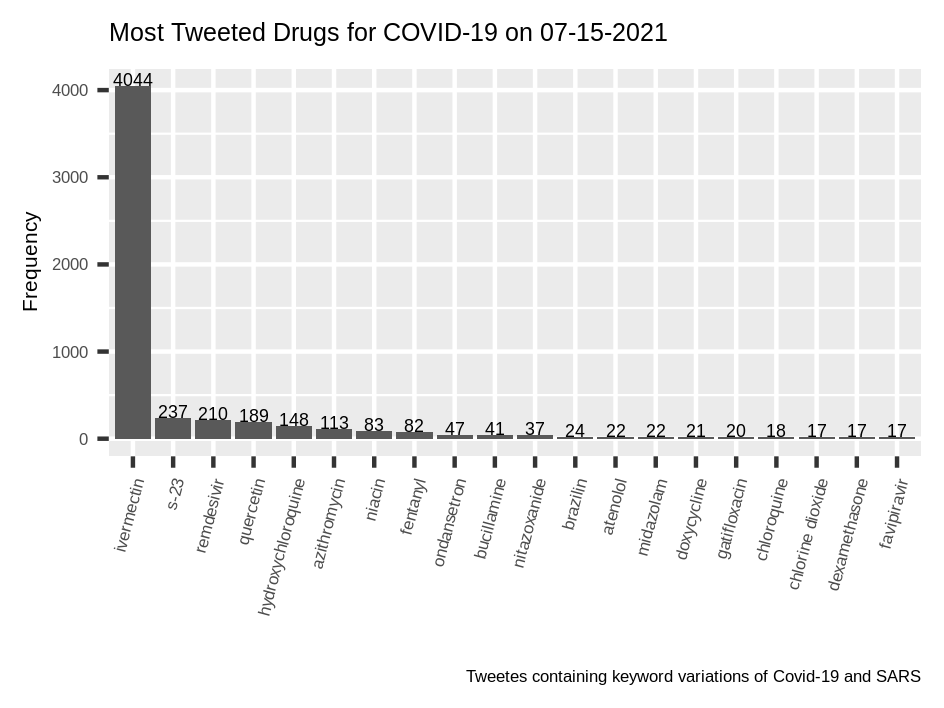 Most Tweeted Drugs for COVID-19 on 07-15-2021
Frequency
4000
3000
2000
1000
0
4044
237
210
189
148
113
83
82
47
41
37
24
22
22
21
20
18
17
17
17
ivermectin
s-23
remdesivir
quercetin
hydroxychloroquine
azithromycin
niacin
fentanyl
ondansetron
bucillamine
nitazoxanide
brazilin
atenolol
midazolam
doxycycline
gatifloxacin
chloroquine
chlorine dioxide
dexamethasone
favipiravir
Tweetes containing keyword variations of Covid-19 and SARS